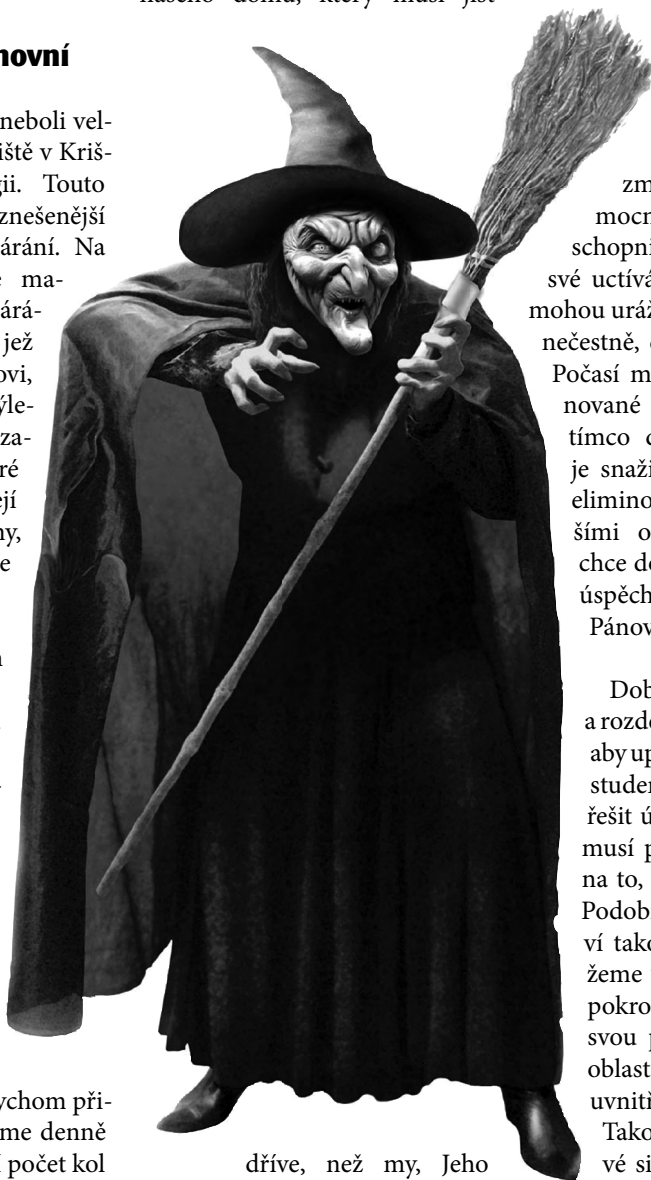 našeho domu, který musí jíst
hovní
neboli vel-
iště v Kriš-
gii. Touto
znešenější
árání. Na
e ma-
árá-
jež
ovi,
ýle-
za-
ré
ejí
ny,
e
ychom při-
me denně
í počet kol
dříve, než my, Jeho
zm
mocn
schopní
své uctívá
mohou uráž
nečestně,
Počasí m
nované
tímco
je snaži
elimino
šími o
chce do
úspěch
Pánov
Dob
a rozdě
aby up
studen
řešit ú
musí p
na to,
Podob
ví tako
žeme
pokro
svou p
oblast
uvnitř
Tako
vé si